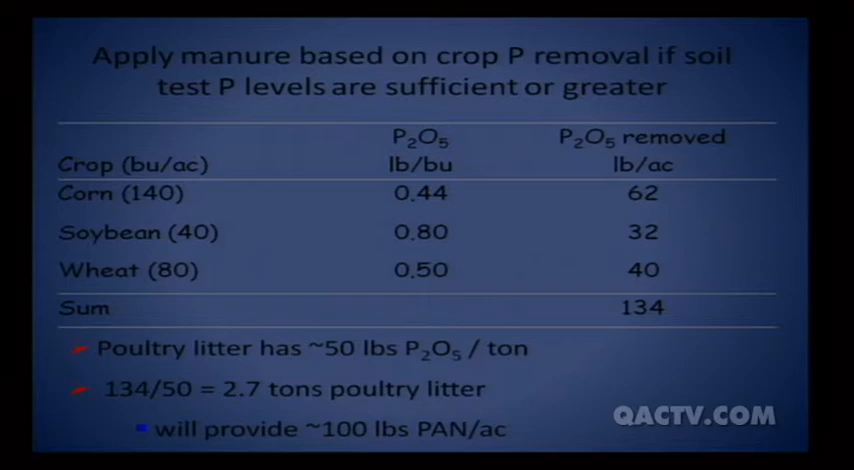 Apply manure based on crop P removal if soil
test P levels are sufficient or greater
P₂O₅ P₂O₅ removed
Crop (bu/ac) lb/bu lb/ac
Corn (140) 0.44 62
Soybean (40) 0.80 32
Wheat (80) 0.50 40
Sum 134
Poultry litter has ~50 lbs P₂O₅ / ton
134/50 = 2.7 tons poultry litter
will provide ~100 lbs PAN/ac
QACTV.COM